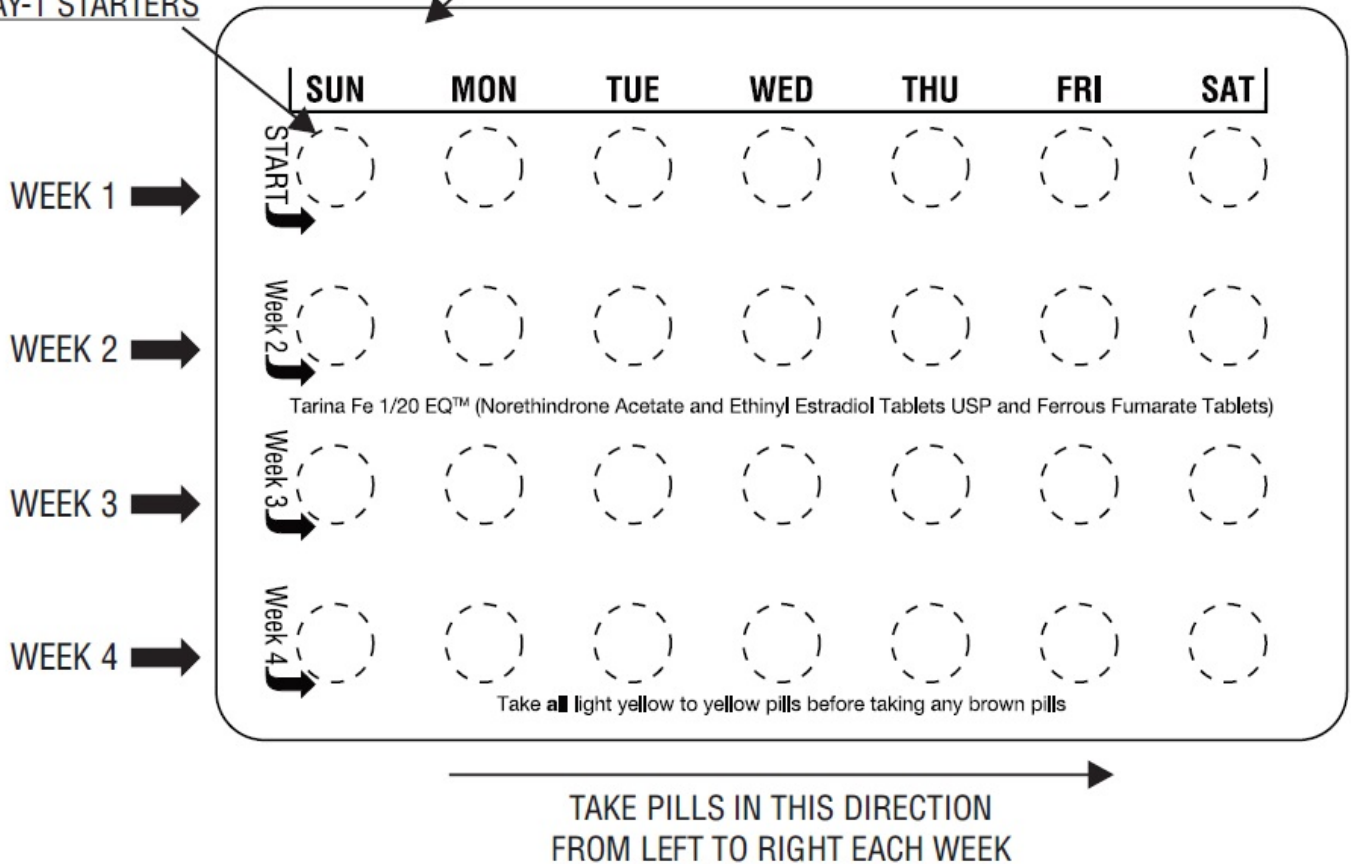 AY-1 STARTERS
SUN MON TUE WED THU FRI SAT
START
WEEK 1
Week 2
WEEK 2
Tarina Fe 1/20 EQ™ (Norethindrone Acetate and Ethinyl Estradiol Tablets USP and Ferrous Fumarate Tablets)
Week 3
WEEK 3
Week 4
WEEK 4
Take all light yellow to yellow pills before taking any brown pills
TAKE PILLS IN THIS DIRECTION
FROM LEFT TO RIGHT EACH WEEK